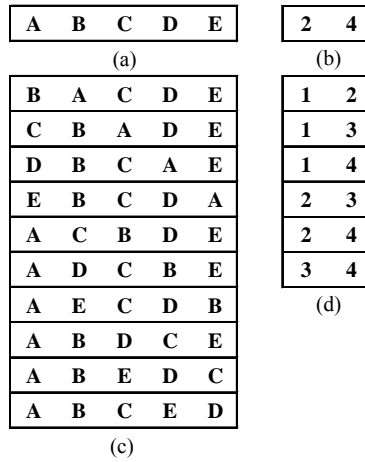 A B C D E
2 4
(a)
(b)
B A C D E
1 2
C B A D E
1 3
D B C A E
1 4
E B C D A
2 3
A C B D E
2 4
A D C B E
3 4
A E C D B
(d)
A B D C E
A B E D C
A B C E D
(c)